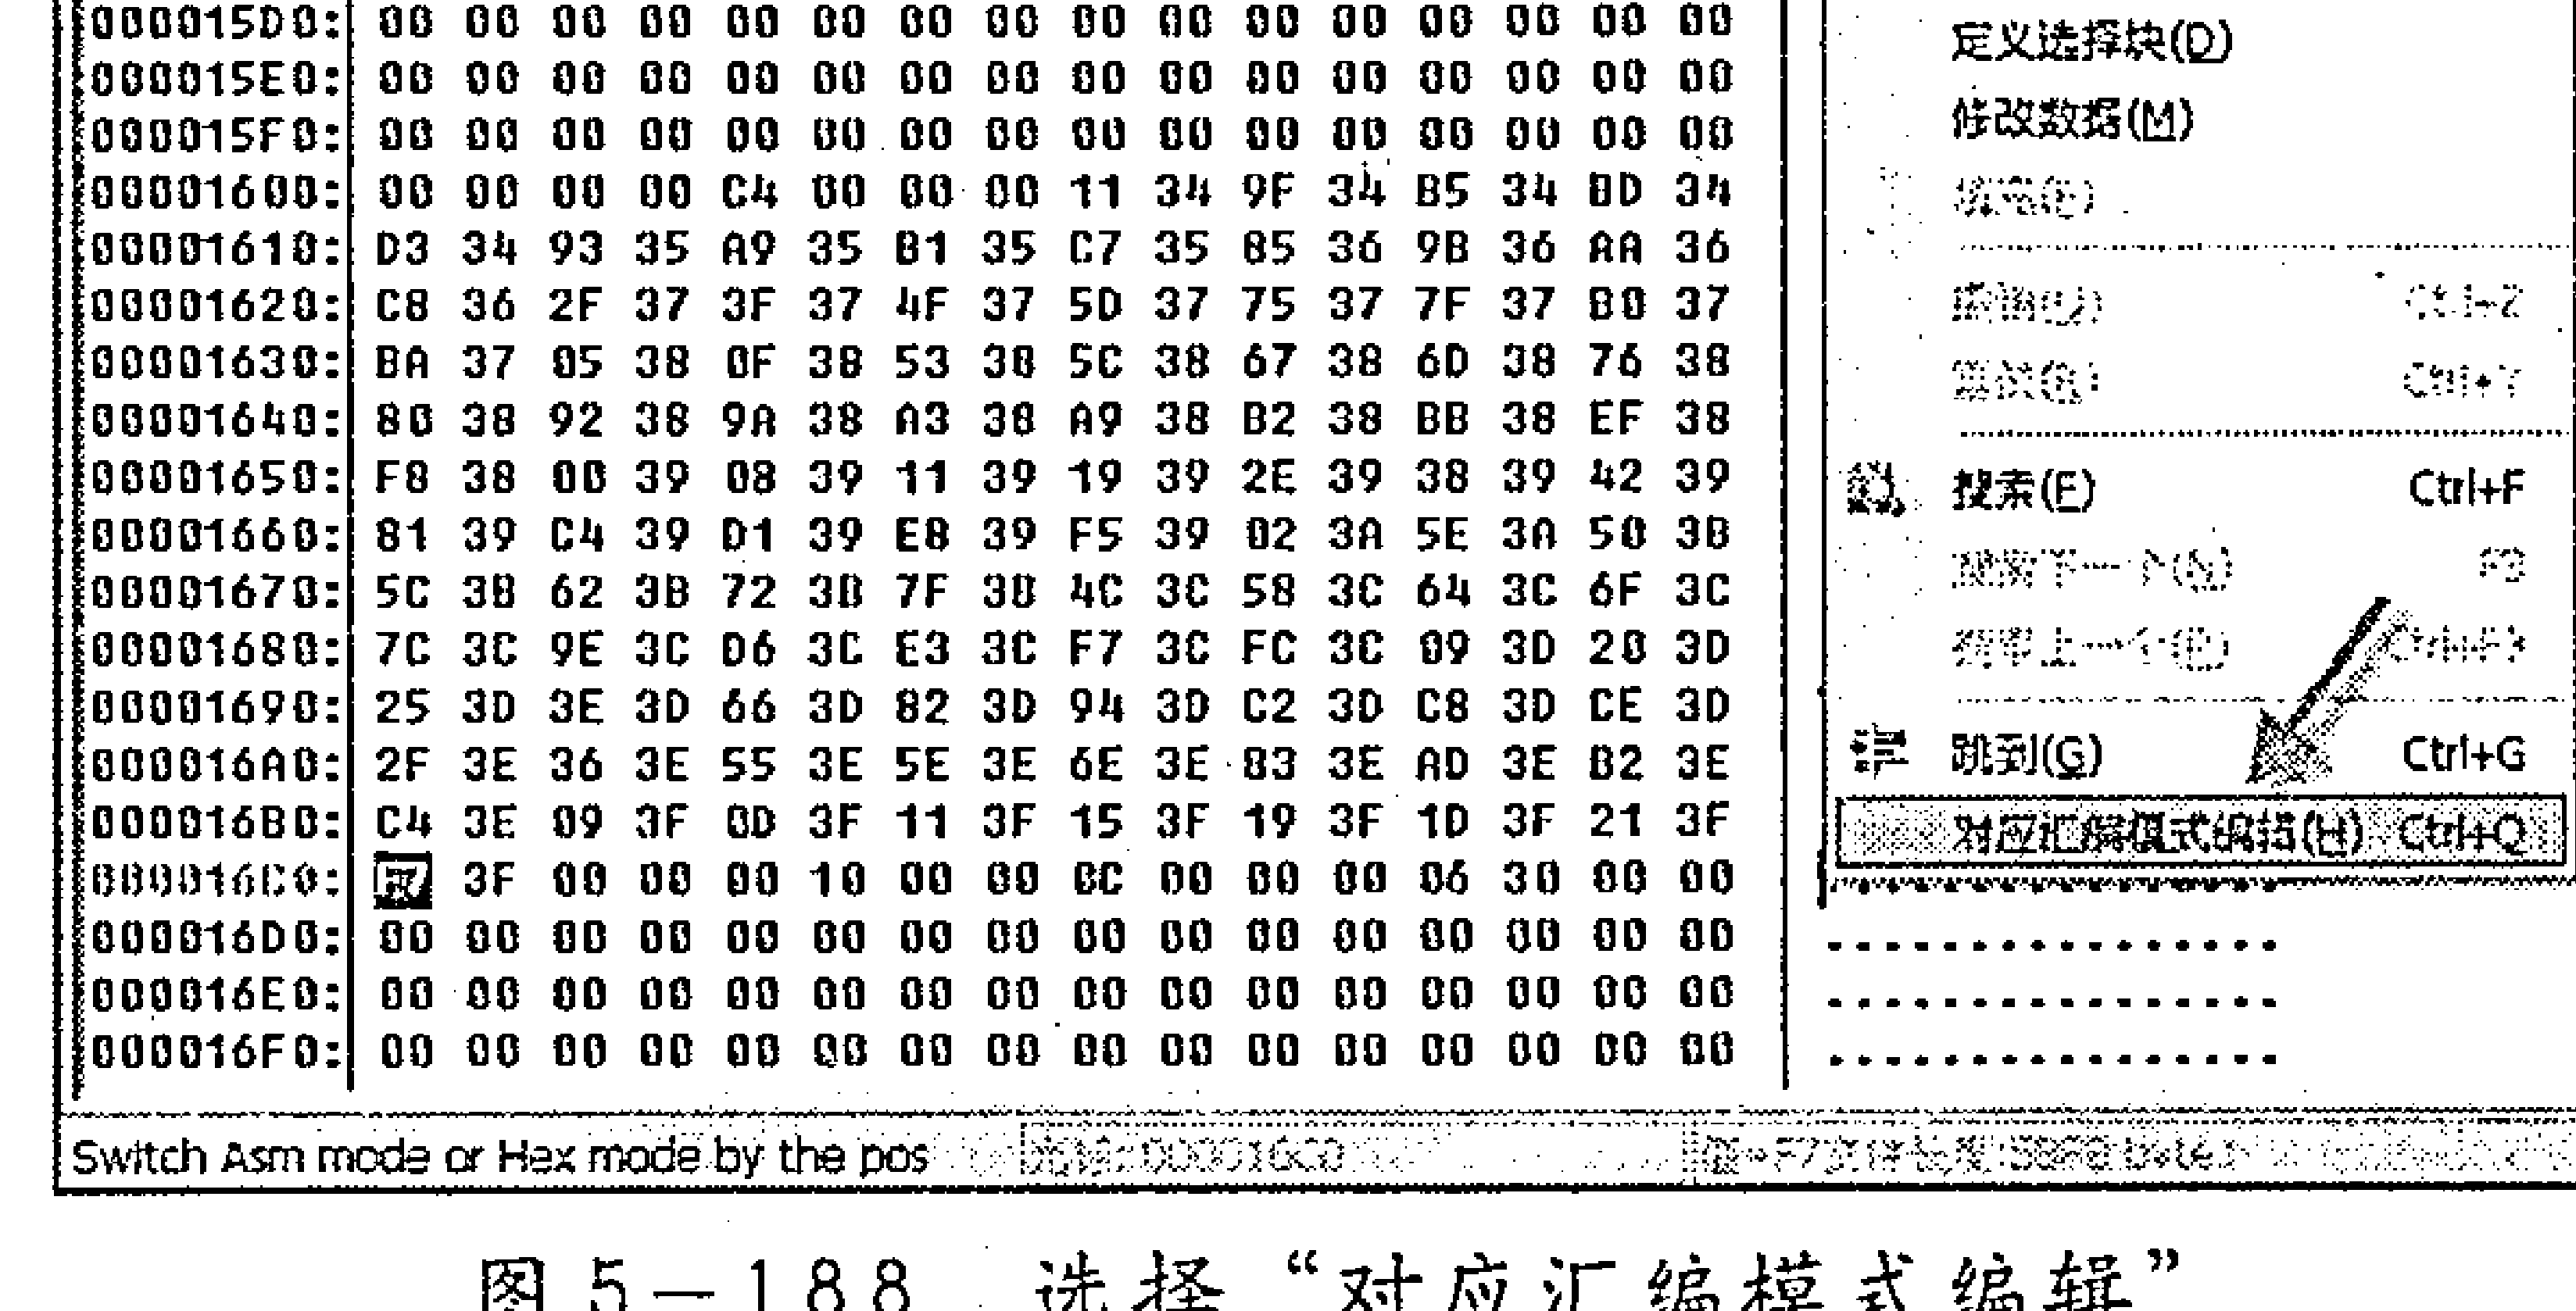 000015D0: 00 00 00 00 00 00 00 00 00 00 00 00 00 00 00 00
000015E0: 00 00 00 00 00 00 00 00 00 00 00 00 00 00 00 00
000015F0: 00 00 00 00 00 00 00 00 00 00 00 00 00 00 00 00
00001600: 00 00 00 00 C4 00 00 00 11 34 9F 34 B5 34 BD 34
00001610: D3 34 93 35 A9 35 B1 35 C7 35 85 36 9B 36 AA 36
00001620: C8 36 2F 37 3F 37 4F 37 5D 37 75 37 7F 37 B0 37
00001630: BA 37 05 38 0F 38 53 38 5C 38 67 38 6D 38 76 38
00001640: 80 38 92 38 9A 38 A3 38 A9 38 B2 38 BB 38 EF 38
00001650: F8 38 00 39 08 39 11 39 19 39 2E 39 38 39 42 39
00001660: 81 39 C4 39 D1 39 E8 39 F5 39 02 3A 5E 3A 50 3B
00001670: 5C 3B 62 3B 72 3B 7F 3B 4C 3C 58 3C 64 3C 6F 3C
00001680: 7C 3C 9E 3C D6 3C E3 3C F7 3C FC 3C 09 3D 20 3D
00001690: 25 3D 3E 3D 66 3D 82 3D 94 3D C2 3D C8 3D CE 3D
000016A0: 2F 3E 36 3E 55 3E 5E 3E 6E 3E 83 3E AD 3E B2 3E
000016B0: C4 3E 09 3F 0D 3F 11 3F 15 3F 19 3F 1D 3F 21 3F
000016C0: 3F 00 00 00 10 00 00 0C 00 00 00 06 30 00 00
000016D0: 00 00 00 00 00 00 00 00 00 00 00 00 00 00 00 00
000016E0: 00 00 00 00 00 00 00 00 00 00 00 00 00 00 00 00
000016F0: 00 00 00 00 00 00 00 00 00 00 00 00 00 00 00 00
定义选择块(D)
修改数据(M)
Ctrl+Z
Ctrl+Y
搜索(F) Ctrl+F
F3
Ctrl+F3
跳到(G) Ctrl+G
对应汇编模式编辑(H) Ctrl+Q
................
................
................
Switch Asm mode or Hex mode by the pos
图5-188 选择“对应汇编模式编辑”